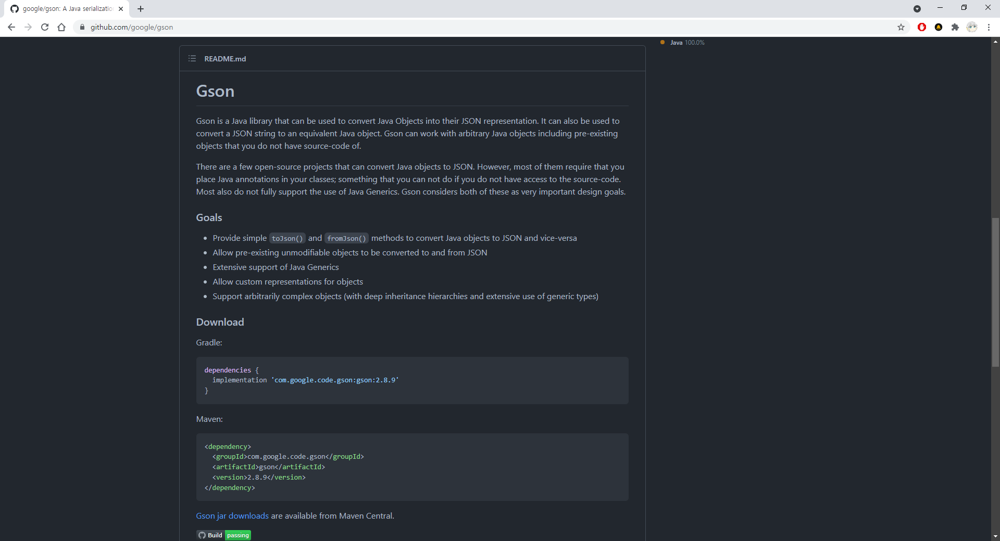 google/gson: A Java serializatio
github.com/google/gson
Java 100.0%
README.md
Gson
Gson is a Java library that can be used to convert Java Objects into their JSON representation. It can also be used to
convert a JSON string to an equivalent Java object. Gson can work with arbitrary Java objects including pre-existing
objects that you do not have source-code of.
There are a few open-source projects that can convert Java objects to JSON. However, most of them require that you
place Java annotations in your classes; something that you can not do if you do not have access to the source-code.
Most also do not fully support the use of Java Generics. Gson considers both of these as very important design goals.
Goals
• Provide simple toJson() and fromJson() methods to convert Java objects to JSON and vice-versa
• Allow pre-existing unmodifiable objects to be converted to and from JSON
• Extensive support of Java Generics
• Allow custom representations for objects
• Support arbitrarily complex objects (with deep inheritance hierarchies and extensive use of generic types)
Download
Gradle:
dependencies {
  implementation 'com.google.code.gson:gson:2.8.9'
}
Maven:
<dependency>
  <groupId>com.google.code.gson</groupId>
  <artifactId>gson</artifactId>
  <version>2.8.9</version>
</dependency>
Gson jar downloads are available from Maven Central.
Build passing